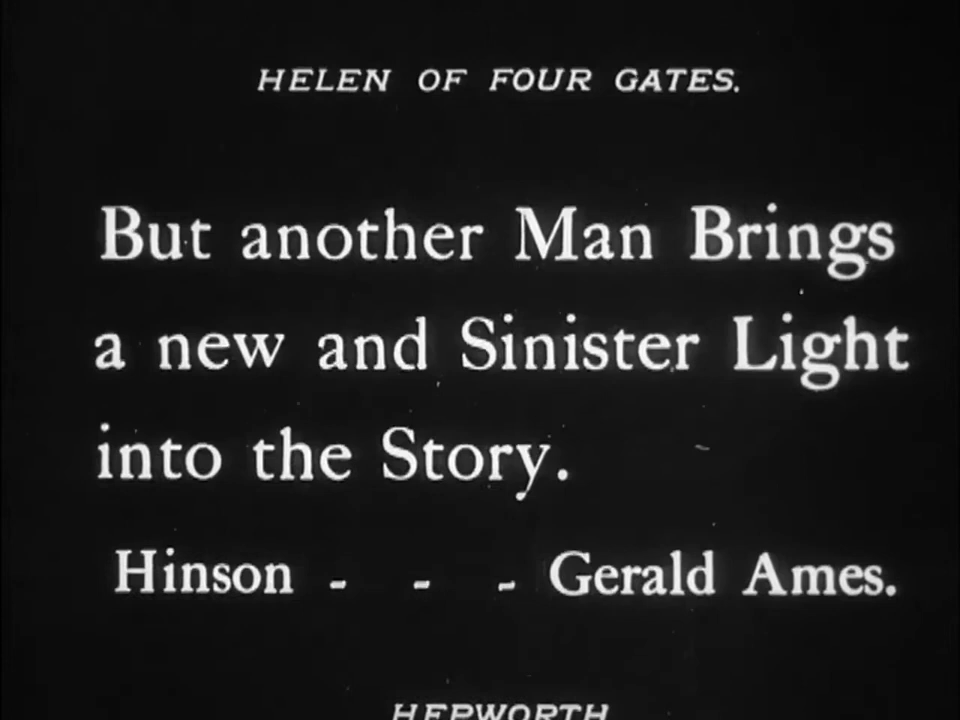 HELEN OF FOUR GATES.
But another Man Brings
a new and Sinister Light
into the Story.
Hinson - - - Gerald Ames.
HEPWORTH